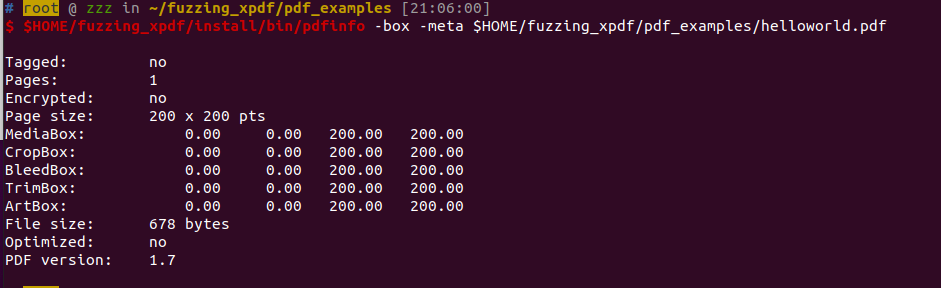 # root @ zzz in ~/fuzzing_xpdf/pdf_examples [21:06:00]
$ $HOME/fuzzing_xpdf/install/bin/pdfinfo -box -meta $HOME/fuzzing_xpdf/pdf_examples/helloworld.pdf
Tagged: no
Pages: 1
Encrypted: no
Page size: 200 x 200 pts
MediaBox: 0.00 0.00 200.00 200.00
CropBox: 0.00 0.00 200.00 200.00
BleedBox: 0.00 0.00 200.00 200.00
TrimBox: 0.00 0.00 200.00 200.00
ArtBox: 0.00 0.00 200.00 200.00
File size: 678 bytes
Optimized: no
PDF version: 1.7